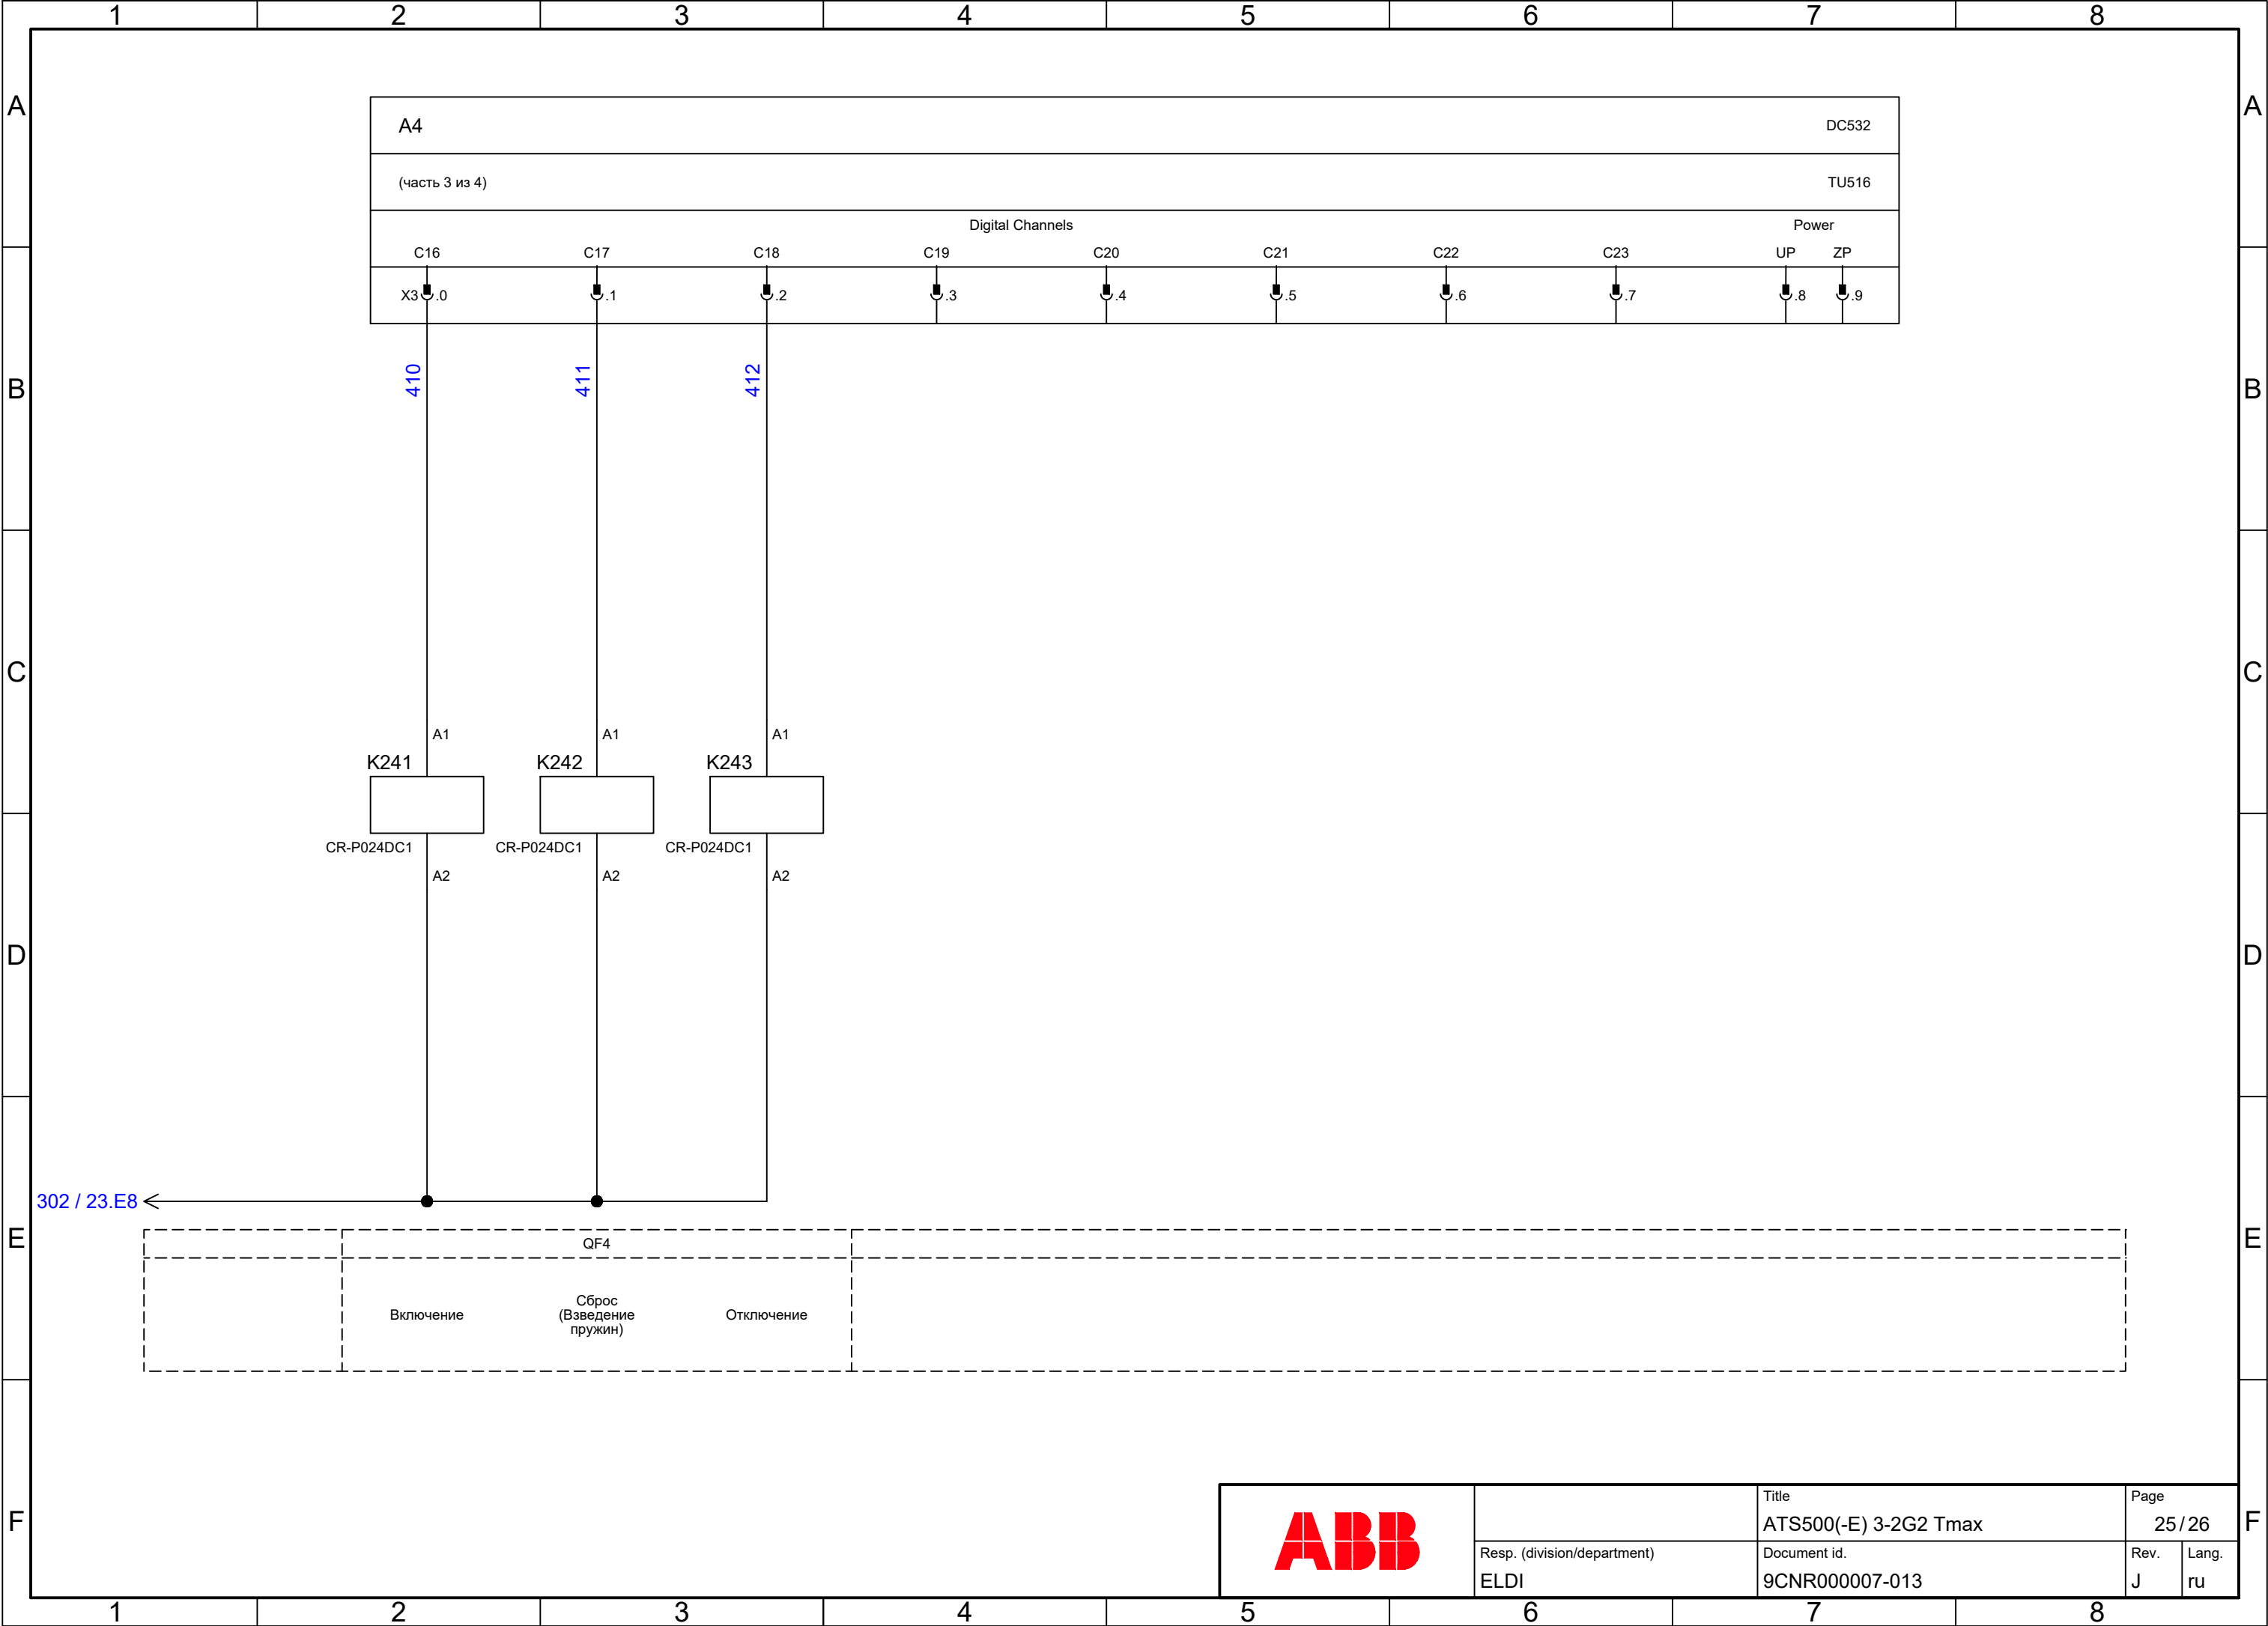 1 2 3 4 5 6 7 8
A A
A4 DC532
(часть 3 из 4) TU516
Digital Channels Power
C16 C17 C18 C19 C20 C21 C22 C23 UP ZP
X3 .0 .1 .2 .3 .4 .5 .6 .7 .8 .9
410 411 412
B B
C C
A1 A1 A1
K241 K242 K243
CR-P024DC1 CR-P024DC1 CR-P024DC1
A2 A2 A2
D D
302 / 23.E8
E E
QF4
Включение
Сброс
(Взведение
пружин)
Отключение
F F
ABB
Title
ATS500(-E) 3-2G2 Tmax
Page
25 / 26
Resp. (division/department)
ELDI
Document id.
9CNR000007-013
Rev.
J
Lang.
ru
1 2 3 4 5 6 7 8